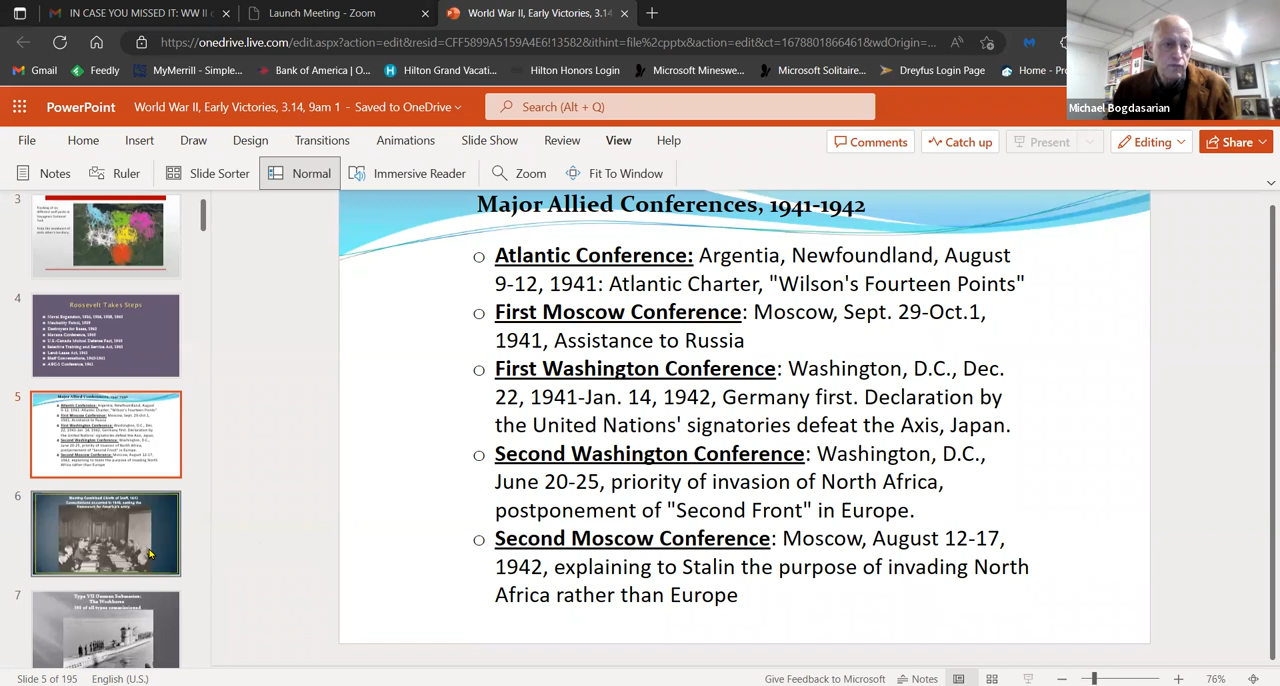 IN CASE YOU MISSED IT: WW II
Launch Meeting - Zoom
World War II, Early Victories, 3.14
https://onedrive.live.com/edit.aspx?action=edit&resid=CFF5899A5159A4E6!13582&ithint=file%2cpptx&action=edit&ct=1678801866461&wdOrigin=...
Gmail
Feedly
MyMerrill - Simple...
Bank of America | O...
Hilton Grand Vacati...
Hilton Honors Login
Microsoft Mineswe...
Microsoft Solitaire...
Dreyfus Login Page
Home - Pr
Michael Bogdasarian
PowerPoint
World War II, Early Victories, 3.14, 9am 1 - Saved to OneDrive
Search (Alt + Q)
File
Home
Insert
Draw
Design
Transitions
Animations
Slide Show
Review
View
Help
Comments
Catch up
Present
Editing
Share
Notes
Ruler
Slide Sorter
Normal
Immersive Reader
Zoom
Fit To Window
3
4
Roosevelt Takes Steps
5
6
7
Type VII German Submarine:
The Workhorse
Major Allied Conferences, 1941-1942
○ Atlantic Conference: Argentia, Newfoundland, August
9-12, 1941: Atlantic Charter, "Wilson's Fourteen Points"
○ First Moscow Conference: Moscow, Sept. 29-Oct.1,
1941, Assistance to Russia
○ First Washington Conference: Washington, D.C., Dec.
22, 1941-Jan. 14, 1942, Germany first. Declaration by
the United Nations' signatories defeat the Axis, Japan.
○ Second Washington Conference: Washington, D.C.,
June 20-25, priority of invasion of North Africa,
postponement of "Second Front" in Europe.
○ Second Moscow Conference: Moscow, August 12-17,
1942, explaining to Stalin the purpose of invading North
Africa rather than Europe
Slide 5 of 195
English (U.S.)
Give Feedback to Microsoft
Notes
76%